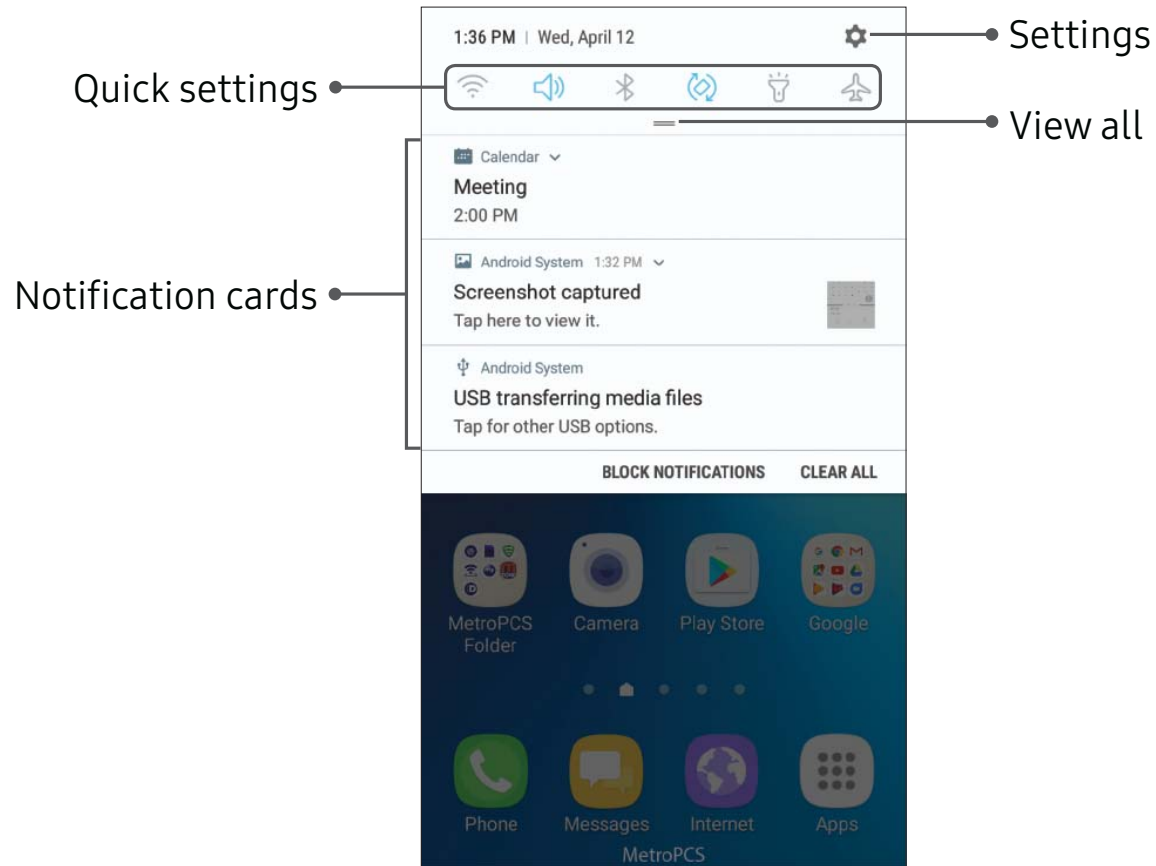 1:36 PM | Wed, April 12
Settings
Quick settings
View all
Calendar
Meeting
2:00 PM
Notification cards
Android System 1:32 PM
Screenshot captured
Tap here to view it.
Android System
USB transferring media files
Tap for other USB options.
BLOCK NOTIFICATIONS CLEAR ALL
MetroPCS Folder
Camera
Play Store
Google
Phone
Messages
Internet
Apps
MetroPCS